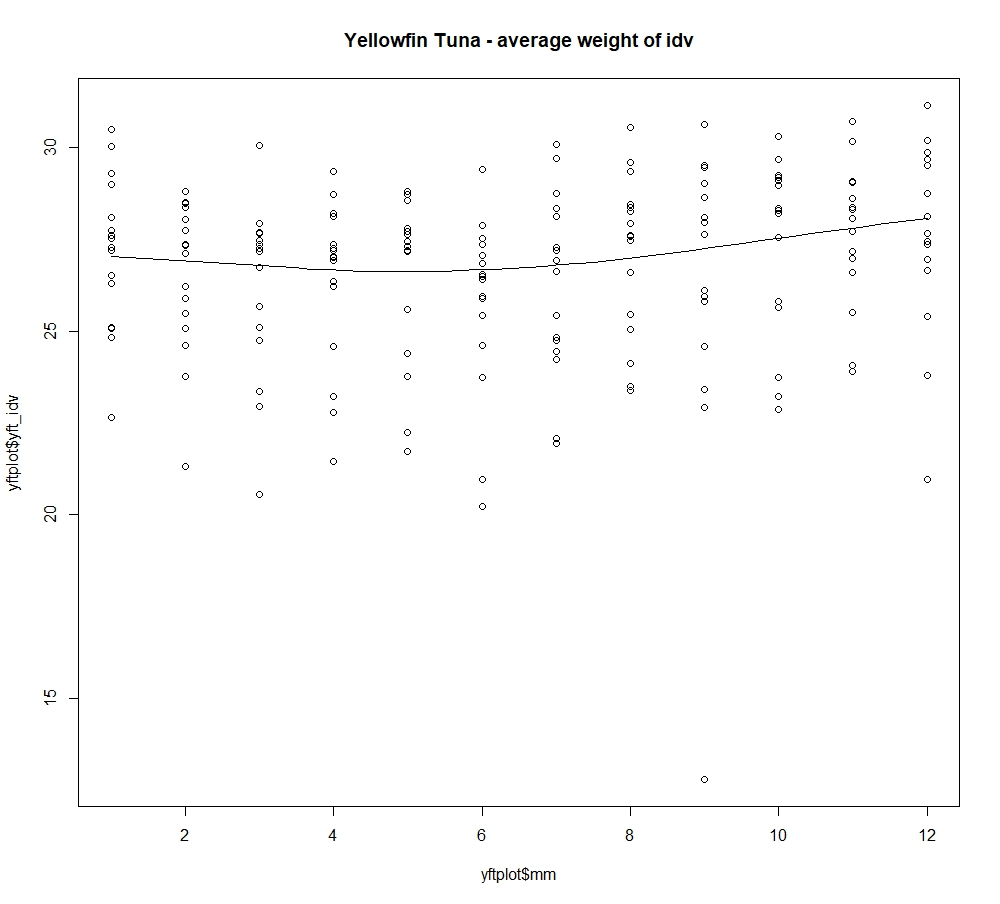 Yellowfin Tuna - average weight of idv
30
25
20
15
yftplot$yft_idv
2 4 6 8 10 12
yftplot$mm